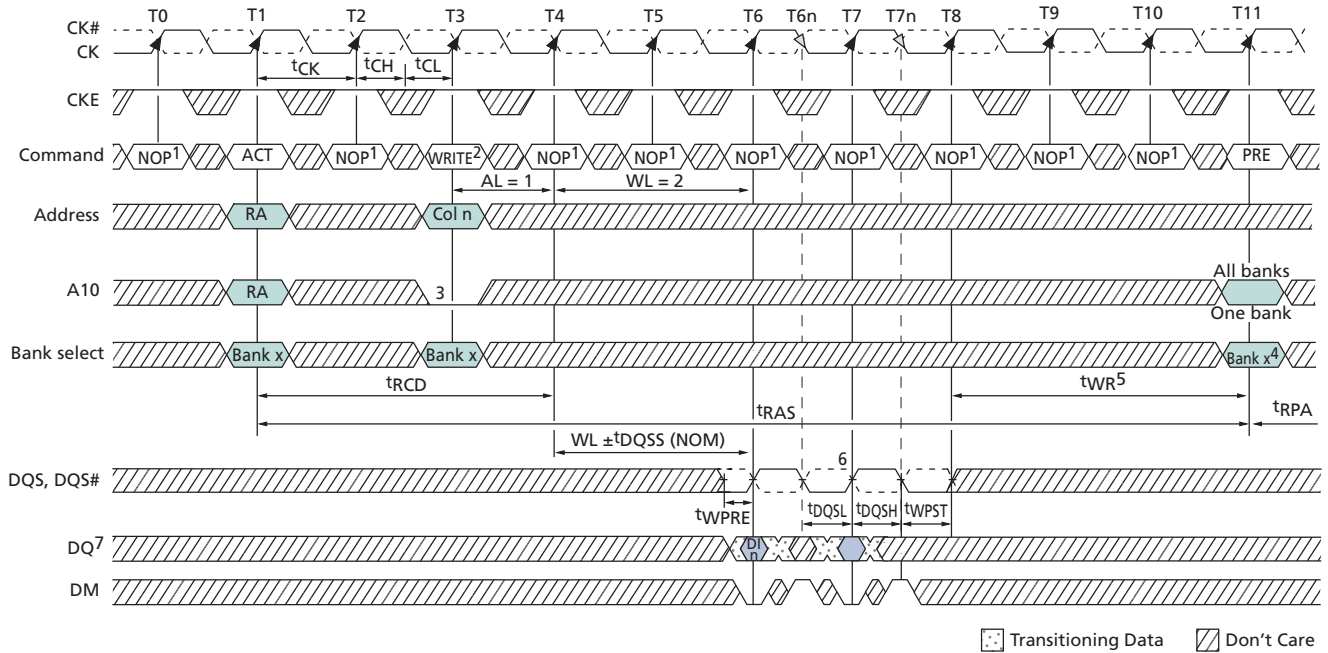 T0 T1 T2 T3 T4 T5 T6 T6n T7 T7n T8 T9 T10 T11
CK#
CK
tCK tCH tCL
CKE
Command NOP1 ACT NOP1 WRITE2 NOP1 NOP1 NOP1 NOP1 NOP1 NOP1 NOP1 PRE
AL = 1 WL = 2
Address RA Col n
All banks
A10 RA 3
One bank
Bank select Bank x Bank x Bank x4
tRCD tWR5
tRAS tRPA
WL ±tDQSS (NOM)
6
DQS, DQS#
tWPRE tDQSL tDQSH tWPST
DQ7 DI
n
DM
Transitioning Data Don't Care